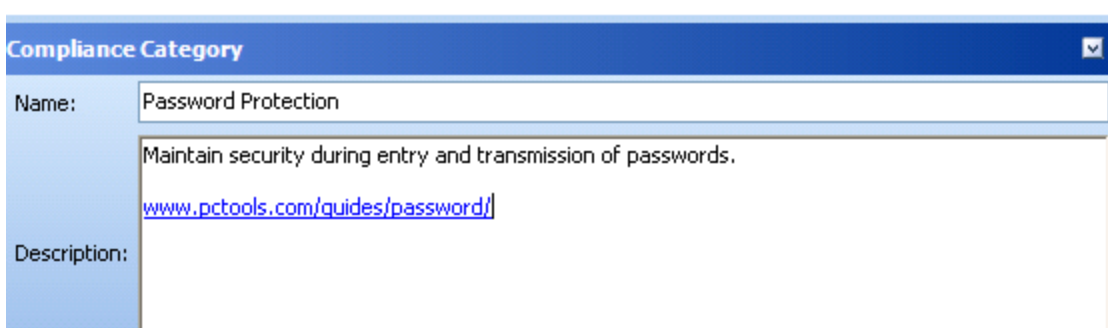 Compliance Category
Name: Password Protection
Maintain security during entry and transmission of passwords.
www.pctools.com/guides/password/
Description: